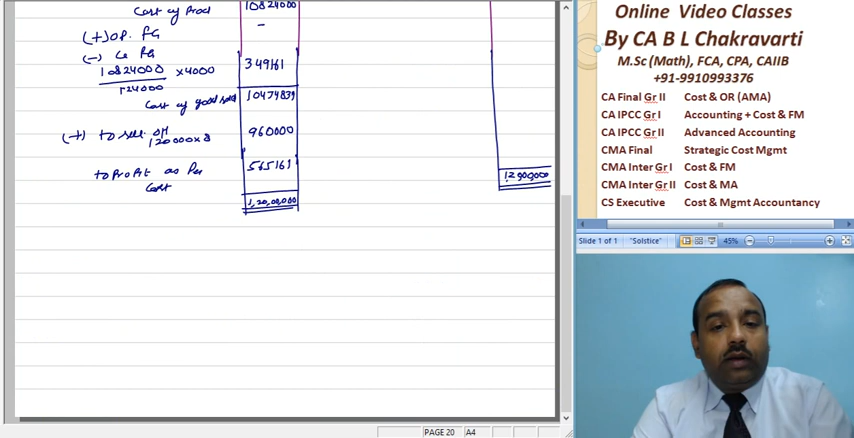 Cost of Prod 10824000
(+) OP. FG –
(–) Cl FG
10824000 x4000 349161
124000
Cost of good sold 10474839
(+) to sell. OH
120000x8 960000
to Profit as Per 565161
Cost
1,20,00,000
12000000
PAGE 20 A4
Online Video Classes
By CA B L Chakravarti
M.Sc (Math), FCA, CPA, CAIIB
+91-9910993376
CA Final Gr II Cost & OR (AMA)
CA IPCC Gr I Accounting + Cost & FM
CA IPCC Gr II Advanced Accounting
CMA Final Strategic Cost Mgmt
CMA Inter Gr I Cost & FM
CMA Inter Gr II Cost & MA
CS Executive Cost & Mgmt Accountancy
Slide 1 of 1 "Solstice" 45%